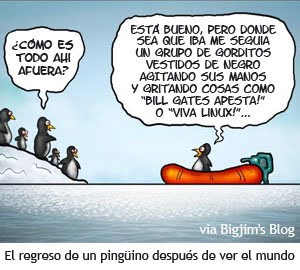 ¿CÓMO ES
TODO AHI
AFUERA?
ESTÁ BUENO, PERO DONDE
SEA QUE IBA ME SEGUIA
UN GRUPO DE GORDITOS
VESTIDOS DE NEGRO
AGITANDO SUS MANOS
Y GRITANDO COSAS COMO
"BILL GATES APESTA!"
O "VIVA LINUX!"...
via Bigjim's Blog
El regreso de un pingüino después de ver el mundo